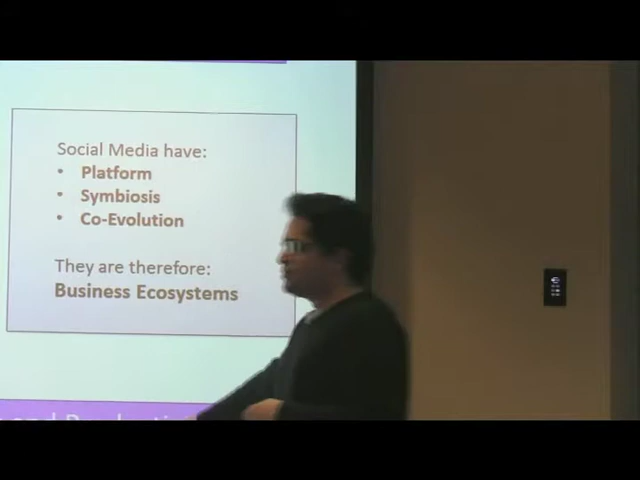 Social Media have:
• Platform
• Symbiosis
• Co-Evolution
They are therefore:
Business Ecosystems